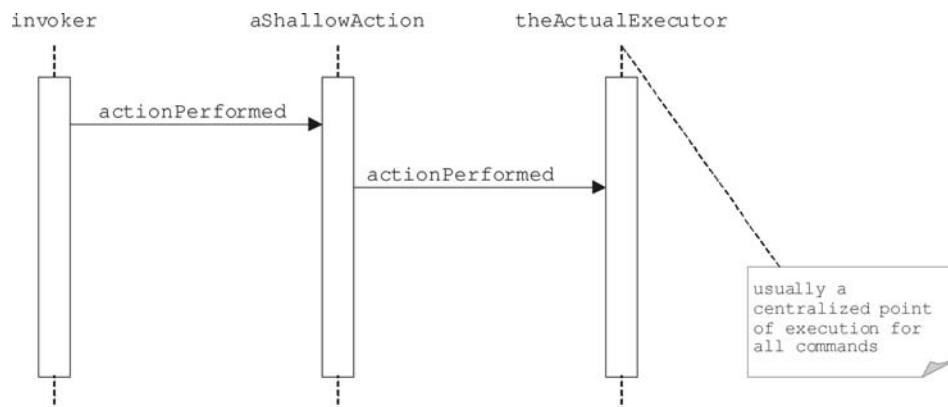 invoker aShallowAction theActualExecutor
actionPerformed
actionPerformed
usually a
centralized point
of execution for
all commands